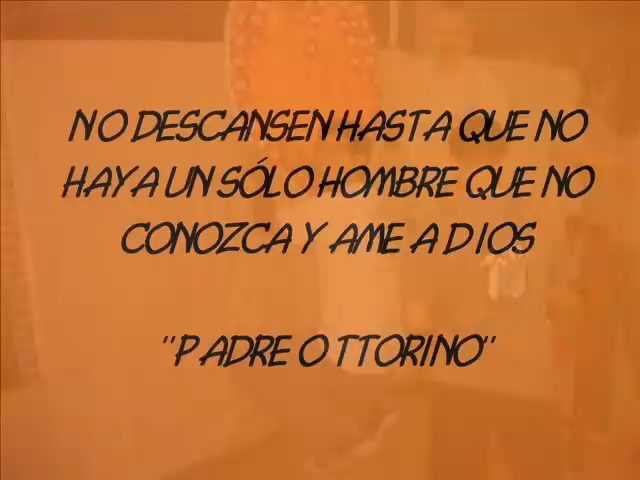 NO DESCANSEN HASTA QUE NO
HAYA UN SÓLO HOMBRE QUE NO
CONOZCA Y AME A DIOS
"PADRE OTTORINO"